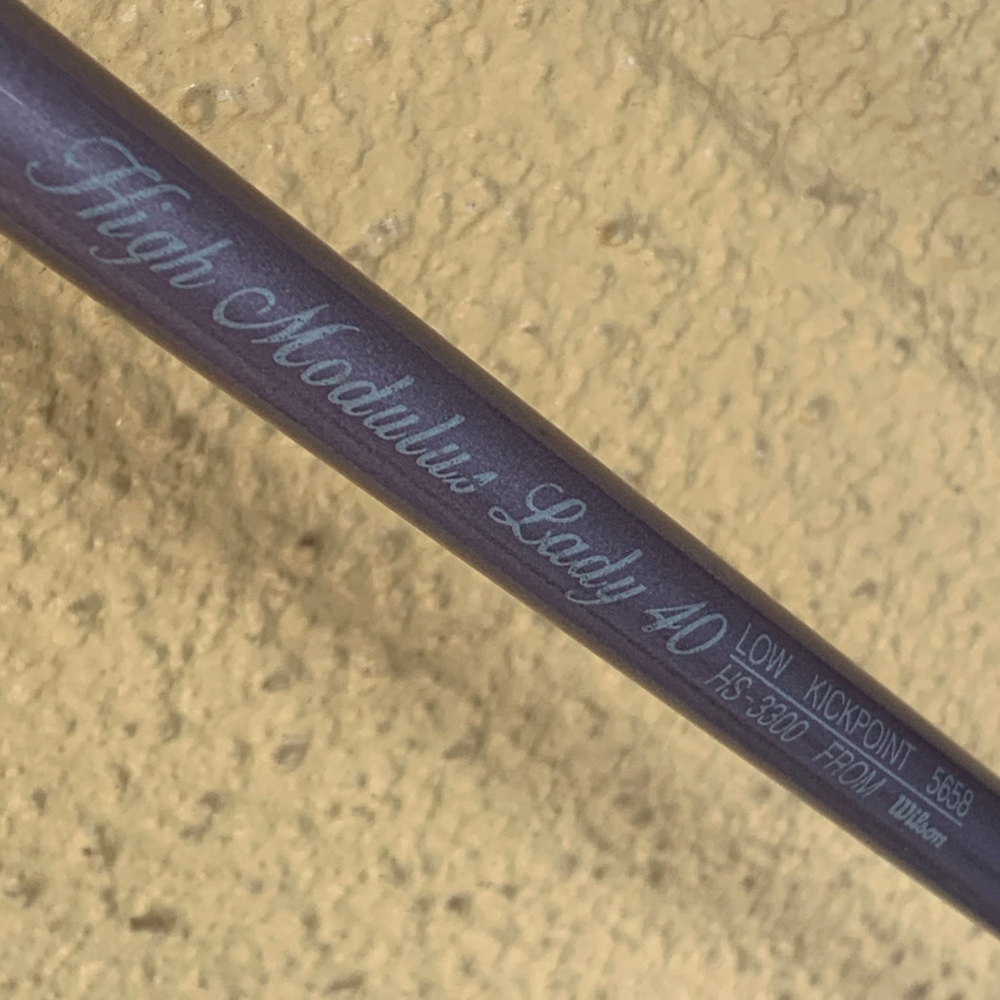 High Modulus Lady 40
LOW KICKPOINT 5658
HS-3300 FROM Wilson